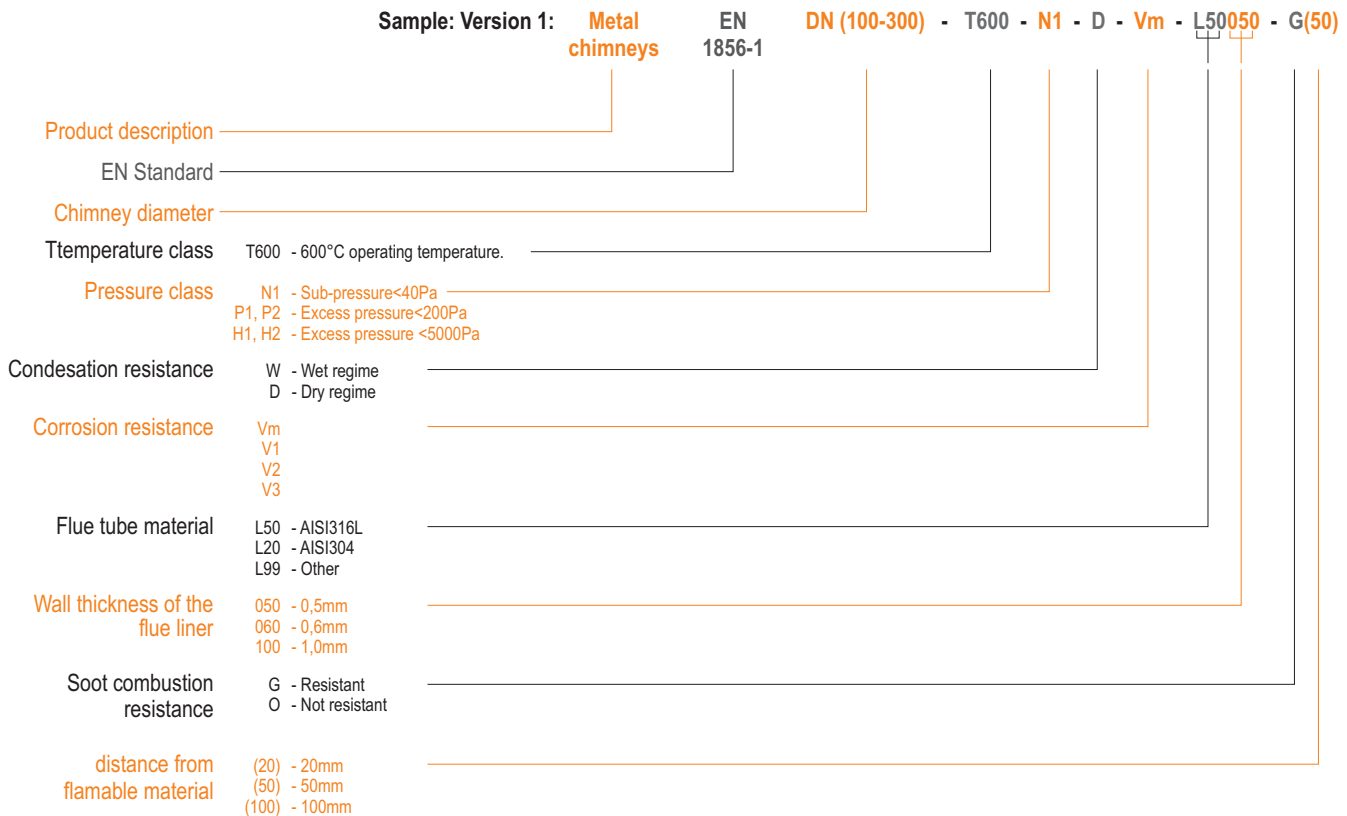 Sample: Version 1: Metal chimneys EN 1856-1 DN (100-300) - T600 - N1 - D - Vm - L50050 - G(50)
Product description
EN Standard
Chimney diameter
Ttemperature class T600 - 600°C operating temperature.
Pressure class N1 - Sub-pressure<40Pa
P1, P2 - Excess pressure<200Pa
H1, H2 - Excess pressure <5000Pa
Condesation resistance W - Wet regime
D - Dry regime
Corrosion resistance Vm
V1
V2
V3
Flue tube material L50 - AISI316L
L20 - AISI304
L99 - Other
Wall thickness of the 050 - 0,5mm
flue liner 060 - 0,6mm
100 - 1,0mm
Soot combustion G - Resistant
resistance O - Not resistant
distance from (20) - 20mm
flamable material (50) - 50mm
(100) - 100mm